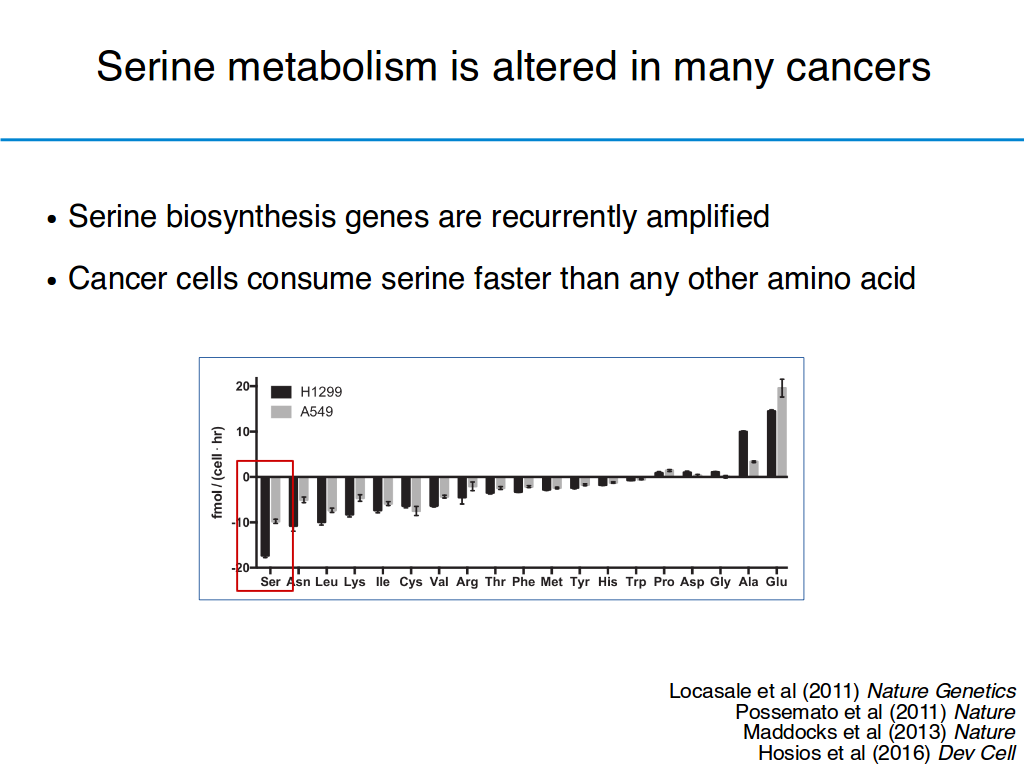 Serine metabolism is altered in many cancers
• Serine biosynthesis genes are recurrently amplified
• Cancer cells consume serine faster than any other amino acid
H1299
A549
fmol / (cell · hr)
20
10
0
-10
-20
Ser Asn Leu Lys Ile Cys Val Arg Thr Phe Met Tyr His Trp Pro Asp Gly Ala Glu
Locasale et al (2011) Nature Genetics
Possemato et al (2011) Nature
Maddocks et al (2013) Nature
Hosios et al (2016) Dev Cell